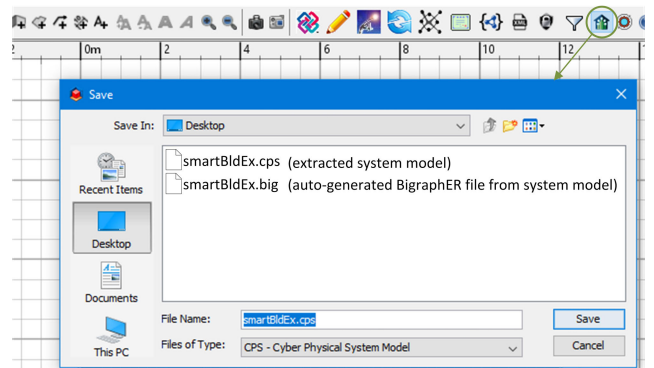 2 0m 2 4 6 8 10 12
Save
Save In: Desktop
smartBldEx.cps (extracted system model)
smartBldEx.big (auto-generated BigraphER file from system model)
Recent Items
Desktop
Documents
This PC
File Name: smartBldEx.cps Save
Files of Type: CPS - Cyber Physical System Model Cancel